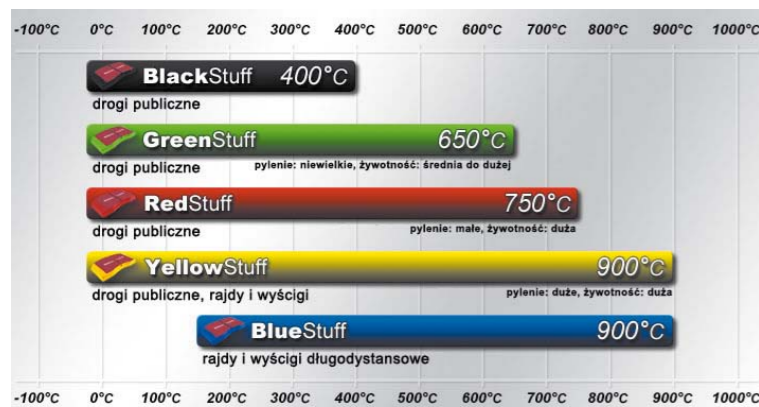 -100°C 0°C 100°C 200°C 300°C 400°C 500°C 600°C 700°C 800°C 900°C 1000°C
BlackStuff 400°C
drogi publiczne
GreenStuff 650°C
drogi publiczne pylenie: niewielkie, żywotność: średnia do dużej
RedStuff 750°C
drogi publiczne pylenie: małe, żywotność: duża
YellowStuff 900°C
drogi publiczne, rajdy i wyścigi pylenie: duże, żywotność: duża
BlueStuff 900°C
rajdy i wyścigi długodystansowe
-100°C 0°C 100°C 200°C 300°C 400°C 500°C 600°C 700°C 800°C 900°C 1000°C